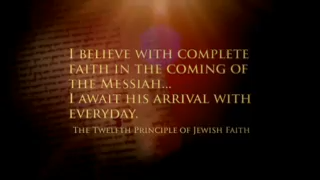 I BELIEVE WITH COMPLETE
FAITH IN THE COMING OF
THE MESSIAH...
I AWAIT HIS ARRIVAL WITH
EVERYDAY.
THE TWELFTH PRINCIPLE OF JEWISH FAITH